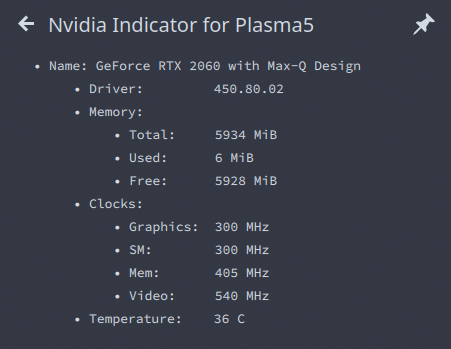 Nvidia Indicator for Plasma5
• Name: GeForce RTX 2060 with Max-Q Design
• Driver: 450.80.02
• Memory:
• Total: 5934 MiB
• Used: 6 MiB
• Free: 5928 MiB
• Clocks:
• Graphics: 300 MHz
• SM: 300 MHz
• Mem: 405 MHz
• Video: 540 MHz
• Temperature: 36 C